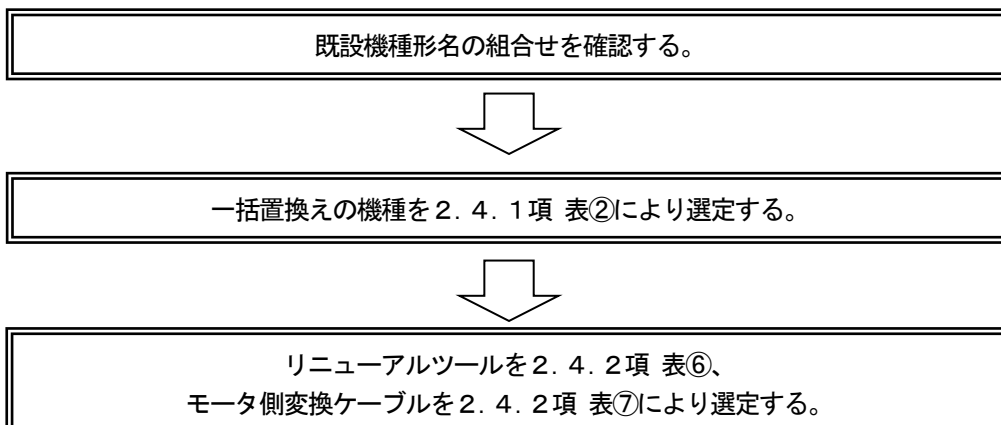 既設機種形名の組合せを確認する。
一括置換えの機種を２．４．１項 表②により選定する。
リニューアルツールを２．４．２項 表⑥、
モータ側変換ケーブルを２．４．２項 表⑦により選定する。